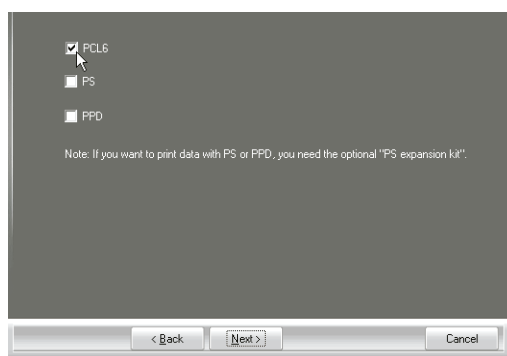 PCL6
PS
PPD
Note: If you want to print data with PS or PPD, you need the optional "PS expansion kit".
< Back
Next >
Cancel